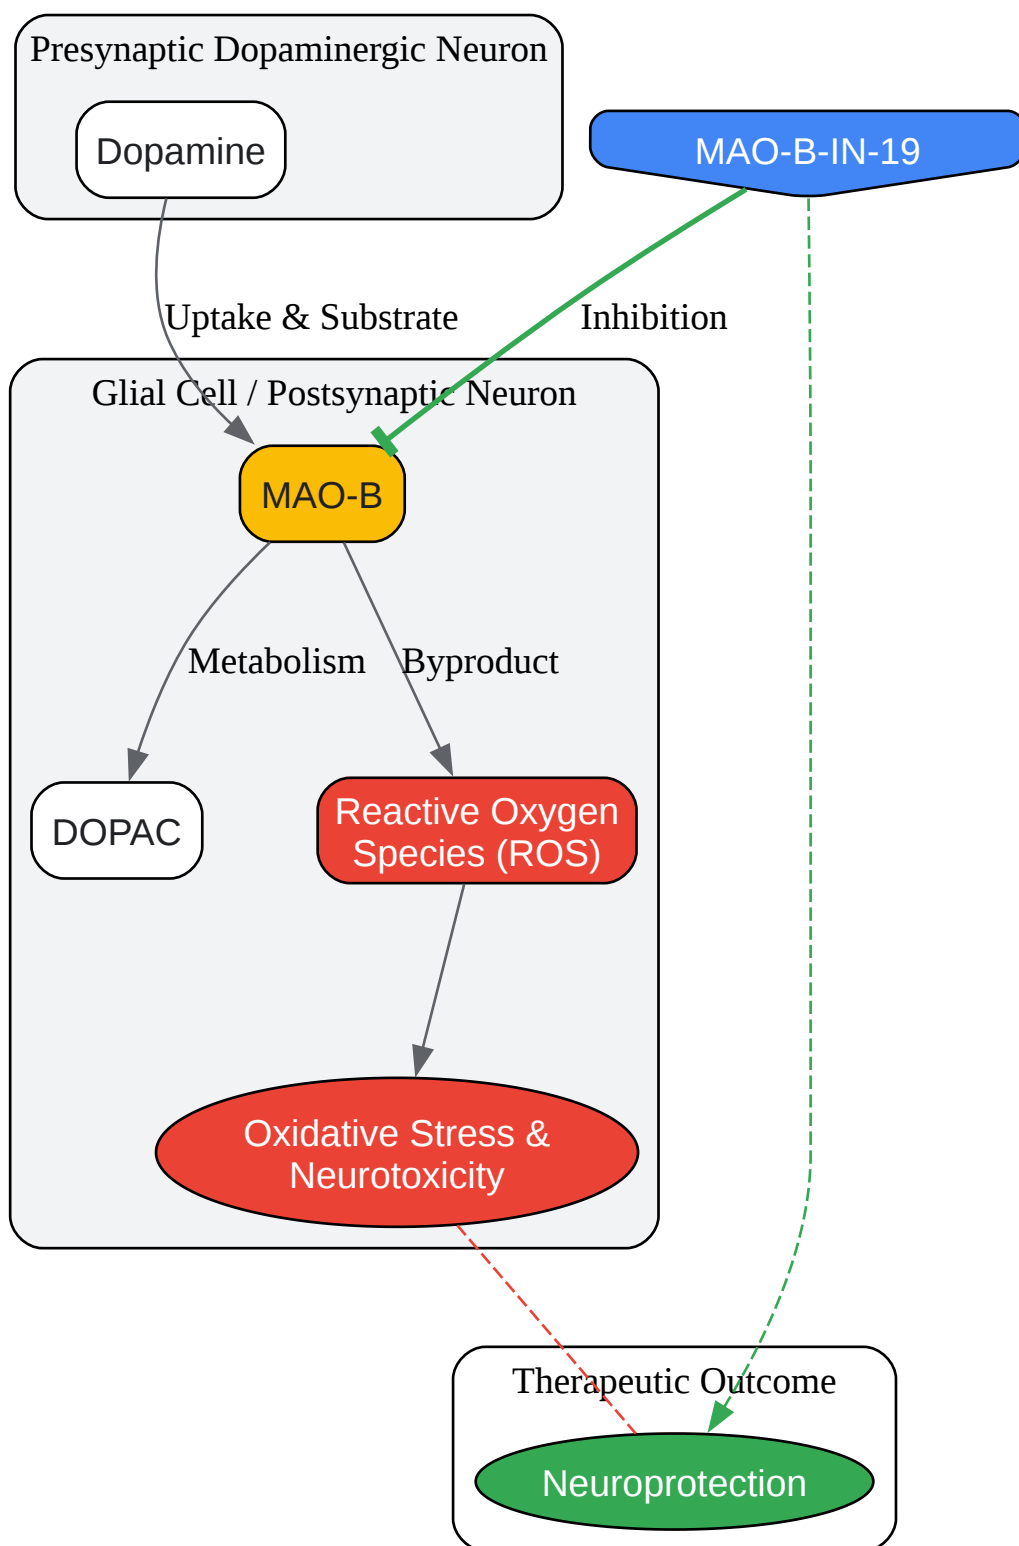 Presynaptic Dopaminergic Neuron
Dopamine
MAO-B-IN-19
Uptake & Substrate
Inhibition
Glial Cell / Postsynaptic Neuron
MAO-B
Metabolism
Byproduct
DOPAC
Reactive Oxygen
Species (ROS)
Oxidative Stress &
Neurotoxicity
Therapeutic Outcome
Neuroprotection